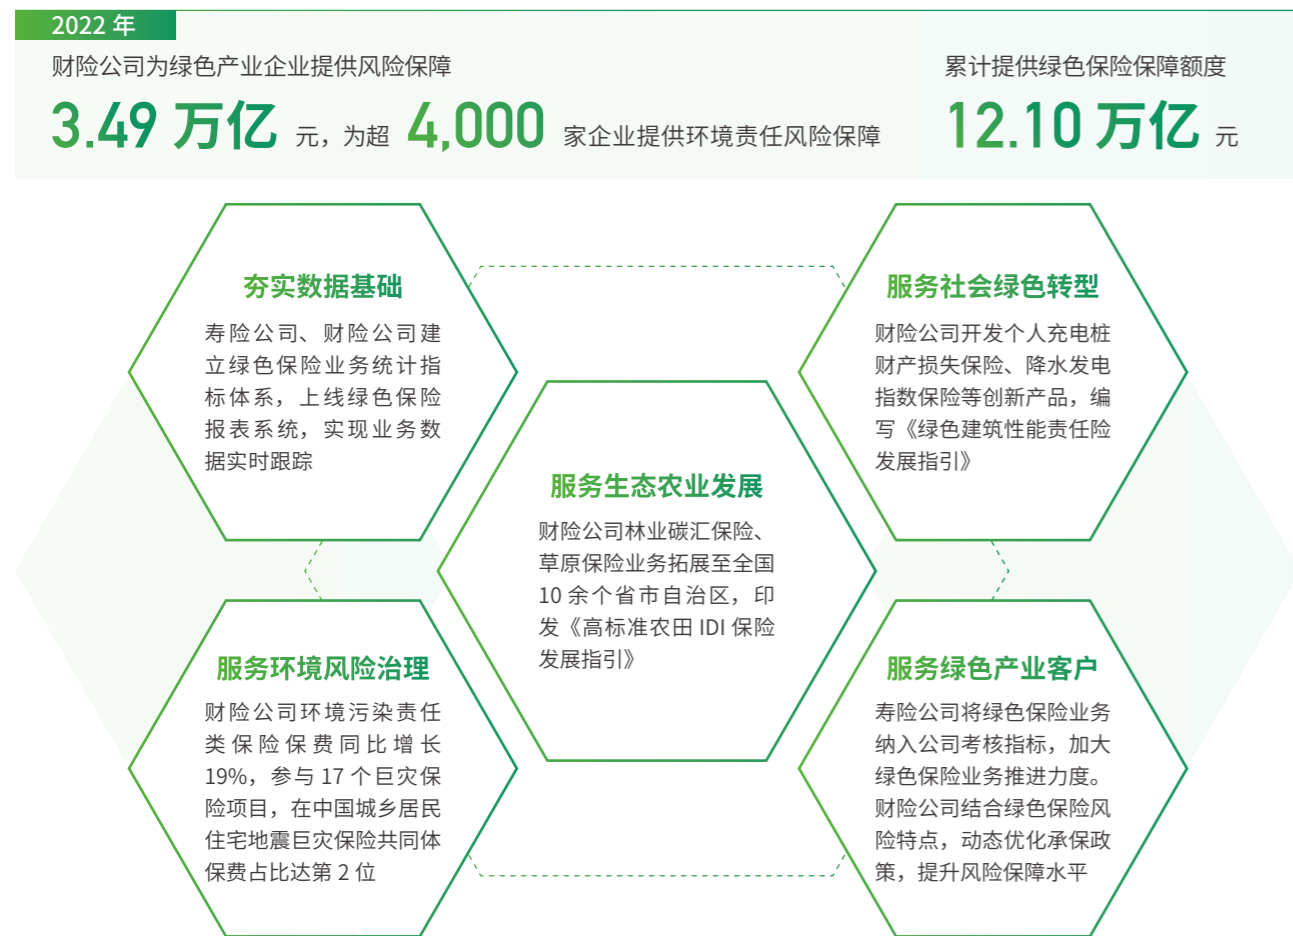 2022 年
财险公司为绿色产业企业提供风险保障
3.49 万亿 元，为超 4,000 家企业提供环境责任风险保障
累计提供绿色保险保障额度
12.10 万亿 元
夯实数据基础
寿险公司、财险公司建
立绿色保险业务统计指
标体系，上线绿色保险
报表系统，实现业务数
据实时跟踪
服务社会绿色转型
财险公司开发个人充电桩
财产损失保险、降水发电
指数保险等创新产品，编
写《绿色建筑性能责任险
发展指引》
服务生态农业发展
财险公司林业碳汇保险、
草原保险业务拓展至全国
10 余个省市自治区，印
发《高标准农田 IDI 保险
发展指引》
服务环境风险治理
财险公司环境污染责任
类保险保费同比增长
19%，参与 17 个巨灾保
险项目，在中国城乡居民
住宅地震巨灾保险共同体
保费占比达第 2 位
服务绿色产业客户
寿险公司将绿色保险业务
纳入公司考核指标，加大
绿色保险业务推进力度。
财险公司结合绿色保险风
险特点，动态优化承保政
策，提升风险保障水平